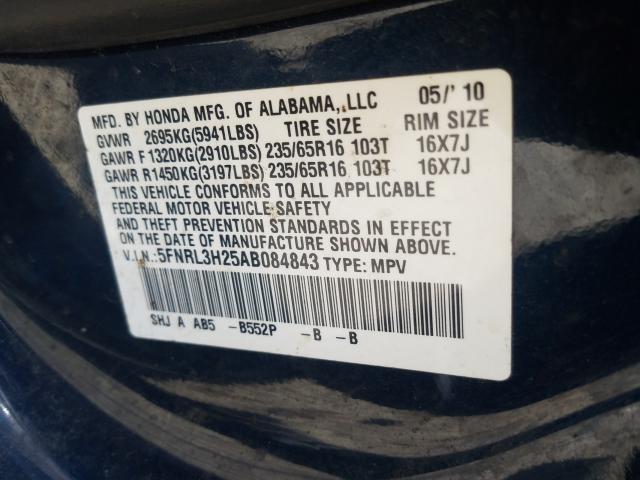 MFD. BY HONDA MFG. OF ALABAMA, LLC 05/' 10
GVWR 2695KG(5941LBS) TIRE SIZE RIM SIZE
GAWR F1320KG(2910LBS) 235/65R16 103T 16X7J
GAWR R1450KG(3197LBS) 235/65R16 103T 16X7J
THIS VEHICLE CONFORMS TO ALL APPLICABLE
FEDERAL MOTOR VEHICLE SAFETY
AND THEFT PREVENTION STANDARDS IN EFFECT
ON THE DATE OF MANUFACTURE SHOWN ABOVE.
V.I.N.:5FNRL3H25AB084843 TYPE: MPV
SHJ A AB5 -B552P -B -B